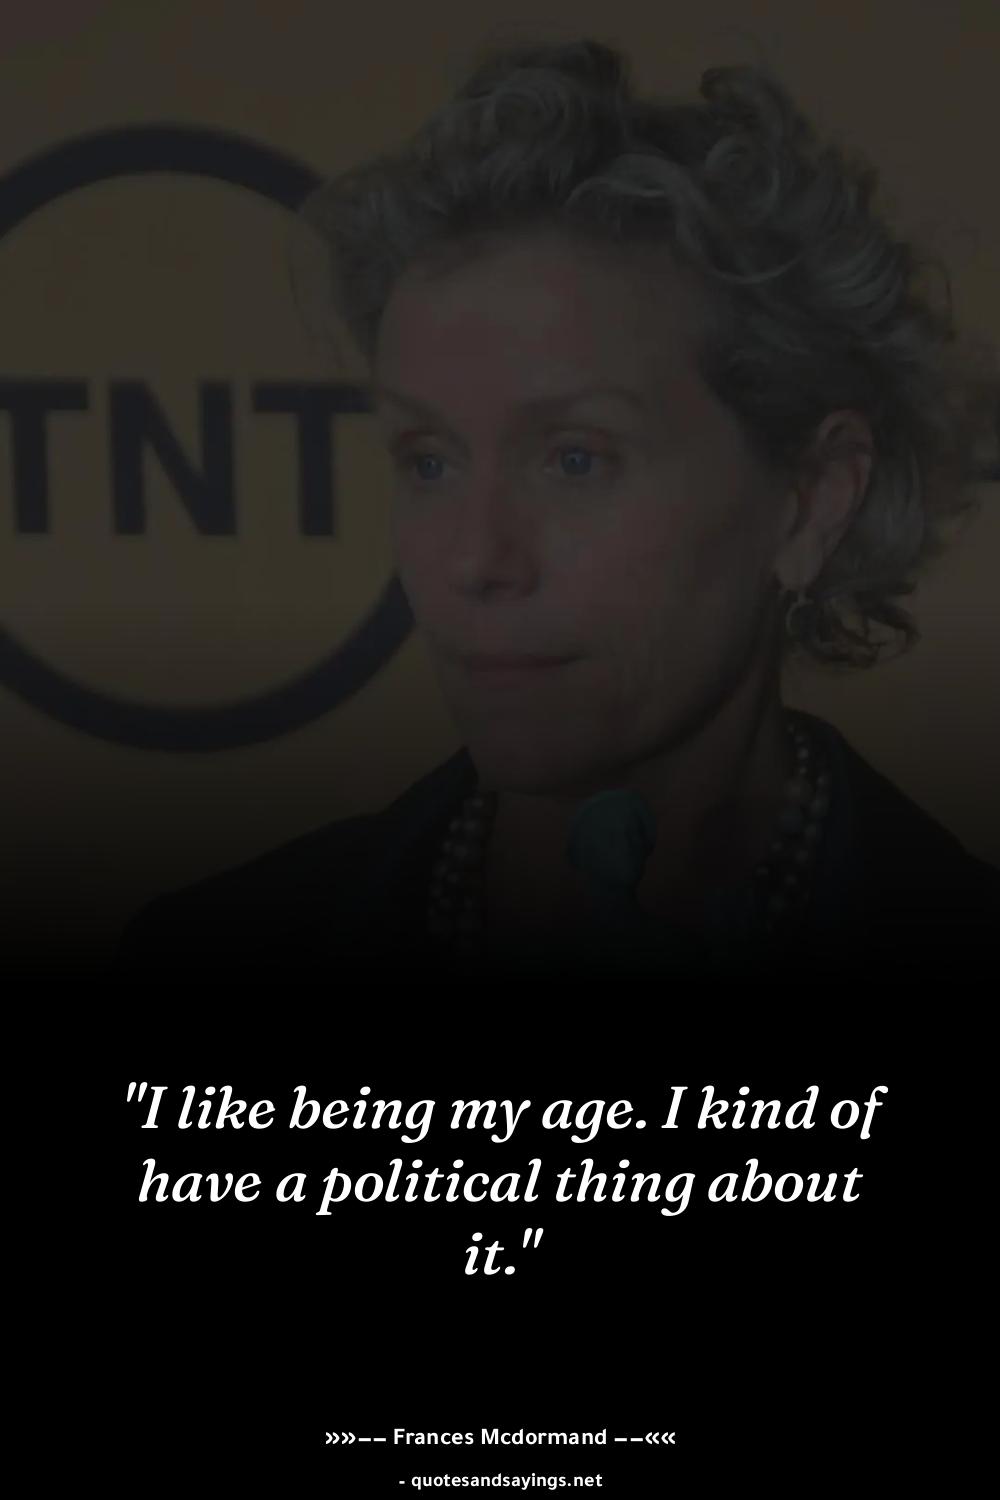 TNT
"I like being my age. I kind of
have a political thing about
it."
»»−− Frances Mcdormand −−««
- quotesandsayings.net